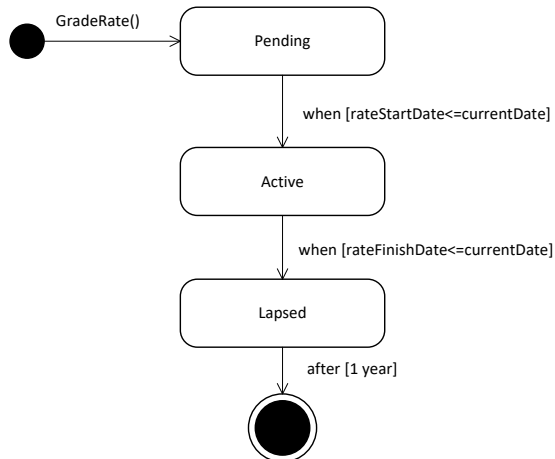 GradeRate()
Pending
when [rateStartDate<=currentDate]
Active
when [rateFinishDate<=currentDate]
Lapsed
after [1 year]